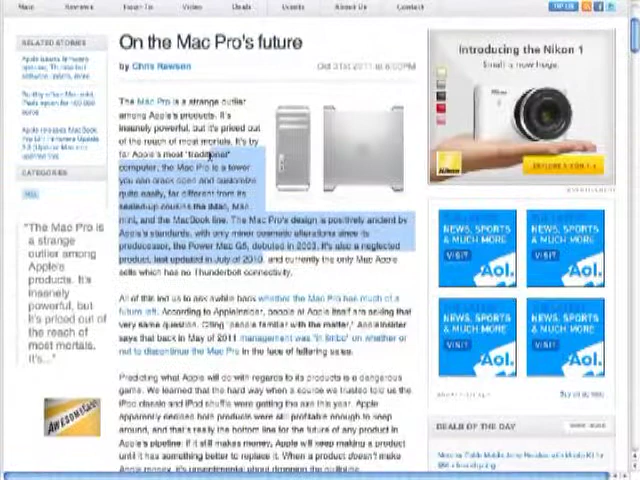 Main Reviews Video Deals Events About Us Contact
On the Mac Pro's future
by Chris Rawson
Oct 31st 2011 at 8:00PM
RELATED STORIES
CATEGORIES
"The Mac Pro is
a strange
outlier among
Apple's
products. It's
insanely
powerful, but
it's priced out of
the reach of
most mortals.
It's..."
The Mac Pro is a strange outlier
among Apple's products. It's
insanely powerful, but it's priced out
of the reach of most mortals. It's by
far Apple's most "traditional"
computer; the Mac Pro is a tower
you can crack open and customize
quite easily, far different from its
sealed-up cousins the iMac, Mac
mini, and the MacBook line. The Mac Pro's design is positively ancient by
Apple's standards, with only minor cosmetic alterations since its
predecessor, the Power Mac G5, debuted in 2003. It's also a neglected
product, last updated in July of 2010, and currently the only Mac Apple
sells which has no Thunderbolt connectivity.
All of this led us to ask awhile back whether the Mac Pro has much of a
future left. According to AppleInsider, people at Apple itself are asking that
very same question. Citing "people familiar with the matter," AppleInsider
says that back in May of 2011 management was "in limbo" on whether or
not to discontinue the Mac Pro in the face of faltering sales.
Predicting what Apple will do with regards to its products is a dangerous
game. We learned that the hard way when a source we trusted told us the
iPod classic and iPod shuffle were getting the axe this year. Apple
apparently decided both products were still profitable enough to keep
around, and that's really the bottom line for the future of any product in
Apple's pipeline: if it still makes money, Apple will keep making a product
until it has something better to replace it. When a product doesn't make
Apple money, it's unsentimental about dropping the guillotine.
Introducing the Nikon 1
Small is now huge.
Nikon
EXPLORE NIKON 1
ADVERTISEMENT
NEWS, SPORTS
& MUCH MORE
VISIT
Aol.
NEWS, SPORTS
& MUCH MORE
VISIT
Aol.
NEWS, SPORTS
& MUCH MORE
VISIT
Aol.
NEWS, SPORTS
& MUCH MORE
VISIT
Aol.
DEALS OF THE DAY